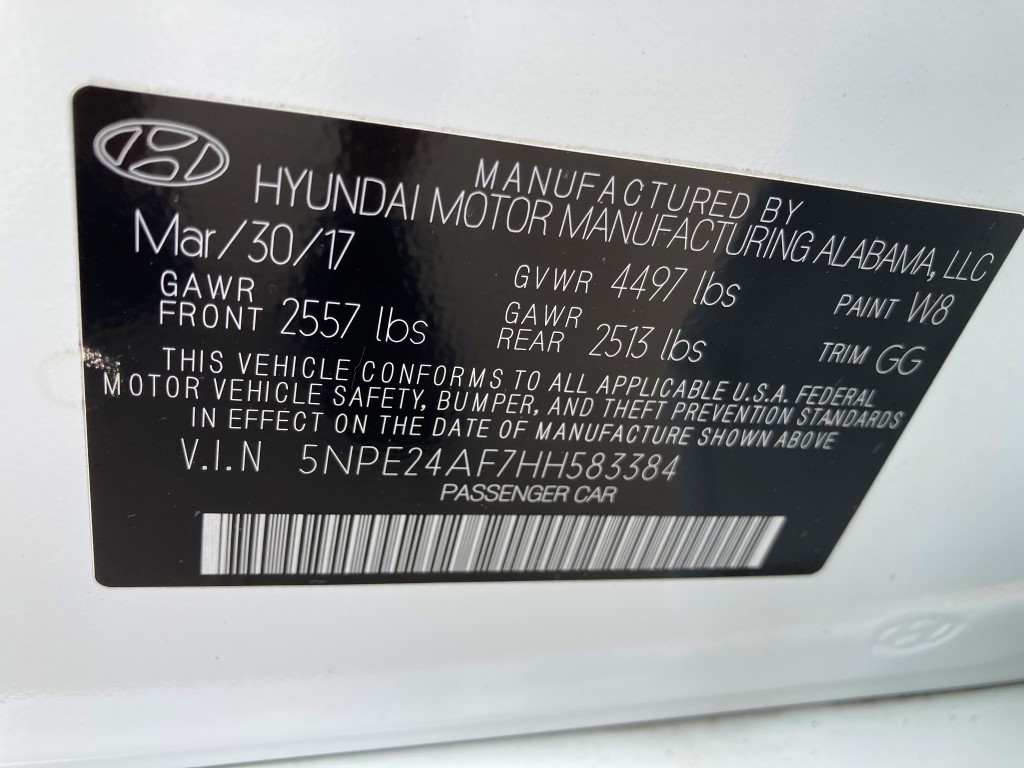 MANUFACTURED BY
HYUNDAI MOTOR MANUFACTURING ALABAMA, LLC
Mar/30/17 GVWR 4497 lbs PAINT W8
GAWR FRONT 2557 lbs GAWR REAR 2513 lbs TRIM GG
THIS VEHICLE CONFORMS TO ALL APPLICABLE U.S.A. FEDERAL
MOTOR VEHICLE SAFETY, BUMPER, AND THEFT PREVENTION STANDARDS
IN EFFECT ON THE DATE OF MANUFACTURE SHOWN ABOVE
V.I.N 5NPE24AF7HH583384
PASSENGER CAR